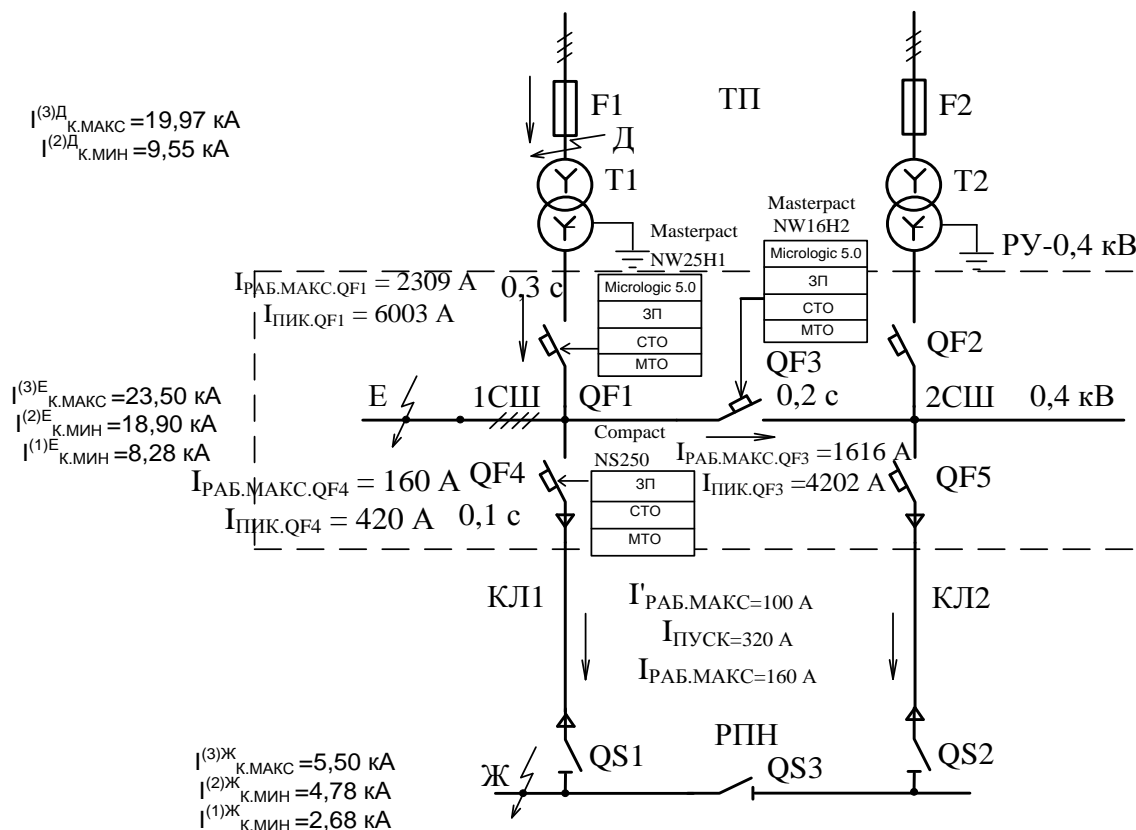 F1
ТП
F2
I(3)Д К.МАКС =19,97 кА
I(2)Д К.МИН =9,55 кА
Д
Т1
Т2
Masterpact
NW16H2
Masterpact
NW25H1
РУ-0,4 кВ
Micrologic 5.0
ЗП
СТО
МТО
IРАБ.МАКС.QF1 = 2309 А
0,3 с
IПИК.QF1 = 6003 А
Micrologic 5.0
ЗП
СТО
МТО
QF2
QF3
I(3)Е К.МАКС =23,50 кА
I(2)Е К.МИН =18,90 кА
I(1)Е К.МИН =8,28 кА
Е
1СШ
QF1
0,2 с
2СШ
0,4 кВ
Compact
NS250
IРАБ.МАКС.QF3 =1616 А
IПИК.QF3 =4202 А
IРАБ.МАКС.QF4 = 160 А
QF4
QF5
IПИК.QF4 = 420 А
0,1 с
ЗП
СТО
МТО
КЛ1
I'РАБ.МАКС=100 А
КЛ2
IПУСК=320 А
IРАБ.МАКС=160 А
I(3)Ж К.МАКС =5,50 кА
I(2)Ж К.МИН =4,78 кА
I(1)Ж К.МИН =2,68 кА
Ж
QS1
РПН
QS3
QS2